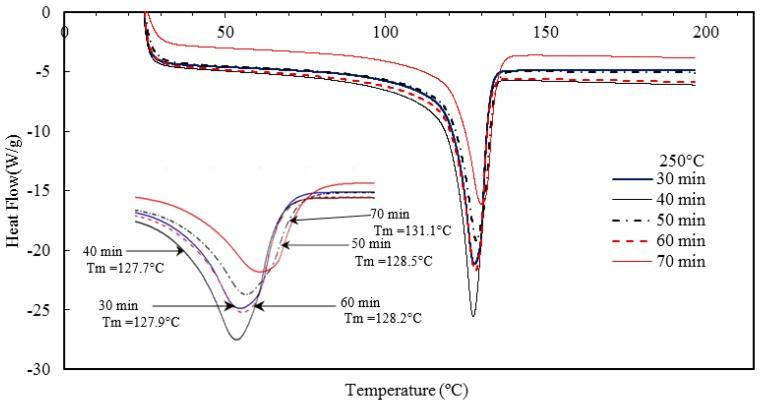 0
0
50
100
150
200
-5
-10
-15
-20
-25
-30
Heat Flow(W/g)
Temperature (ºC)
250°C
30 min
40 min
50 min
60 min
70 min
70 min
Tm =131.1°C
40 min
Tm =127.7°C
50 min
Tm =128.5°C
30 min
Tm =127.9°C
60 min
Tm =128.2°C